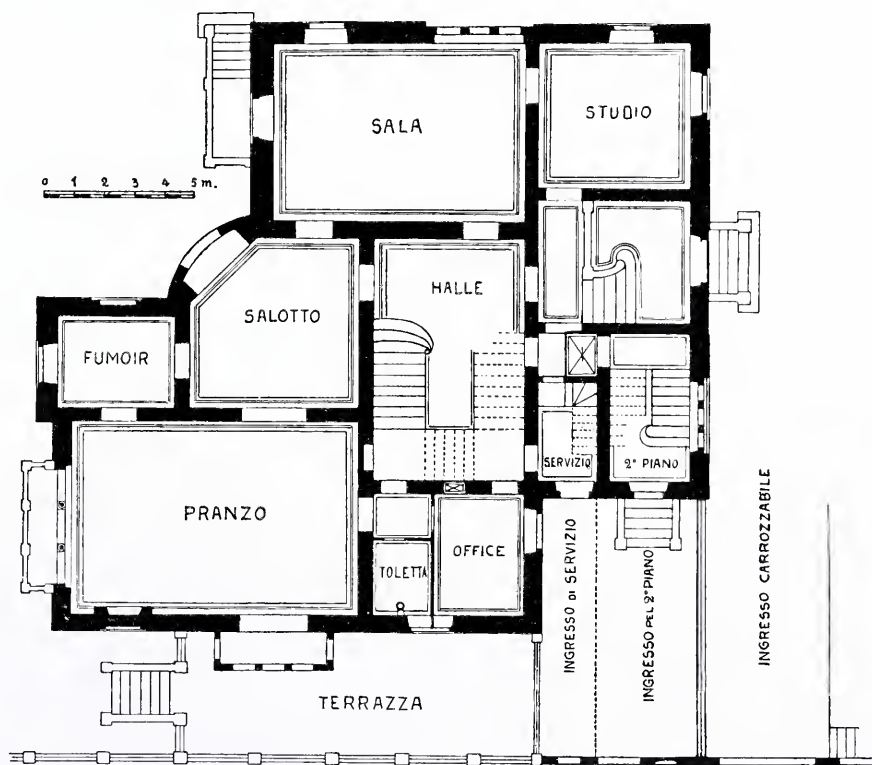 SALA
STUDIO
0 1 2 3 4 5 m.
HALLE
SALOTTO
FUMOIR
SERVIZIO
2° PIANO
PRANZO
OFFICE
TOLETTA
INGRESSO DI SERVIZIO
INGRESSO PEL 2° PIANO
INGRESSO CARROZZABILE
TERRAZZA